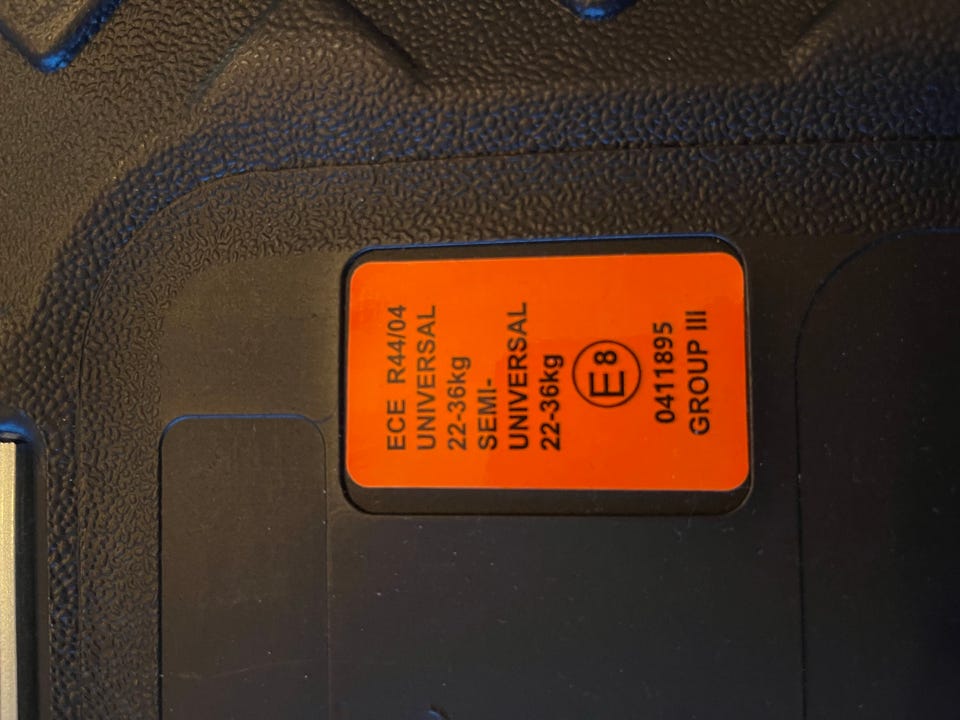 ECE R44/04
UNIVERSAL
22-36kg
SEMI-
UNIVERSAL
22-36kg
E8
0411895
GROUP III